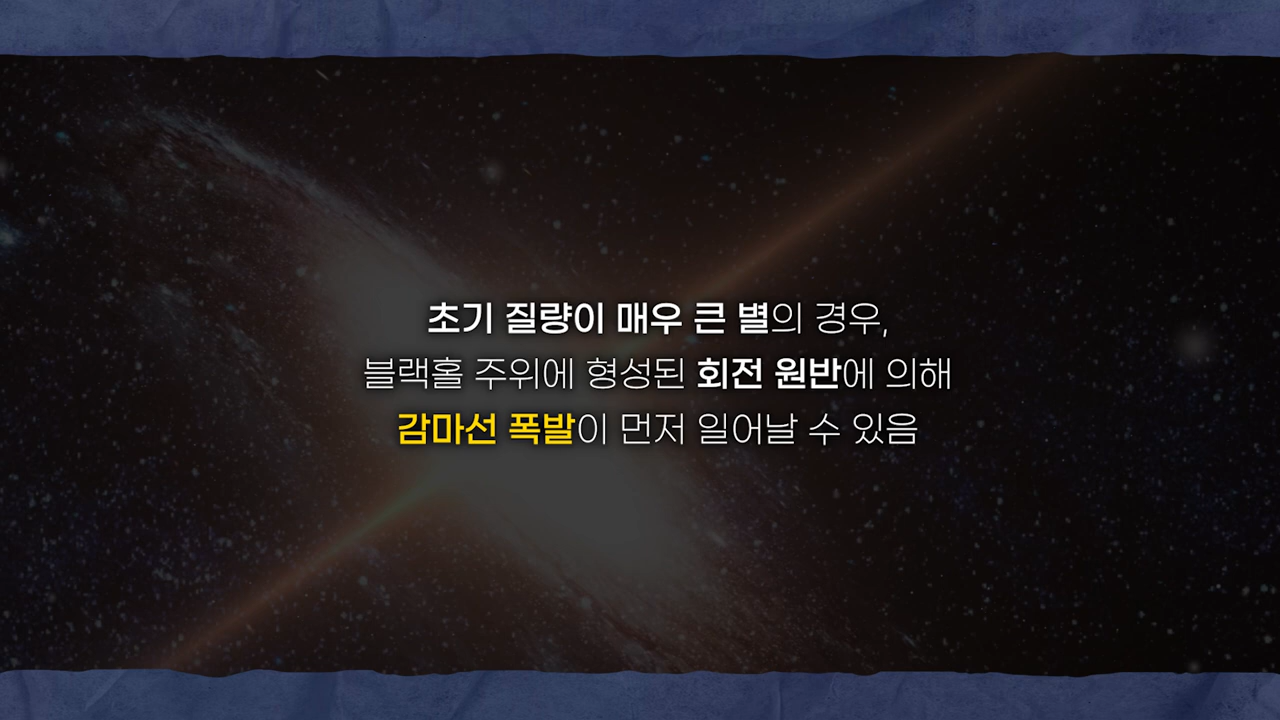 초기 질량이 매우 큰 별의 경우,
블랙홀 주위에 형성된 회전 원반에 의해
감마선 폭발이 먼저 일어날 수 있음